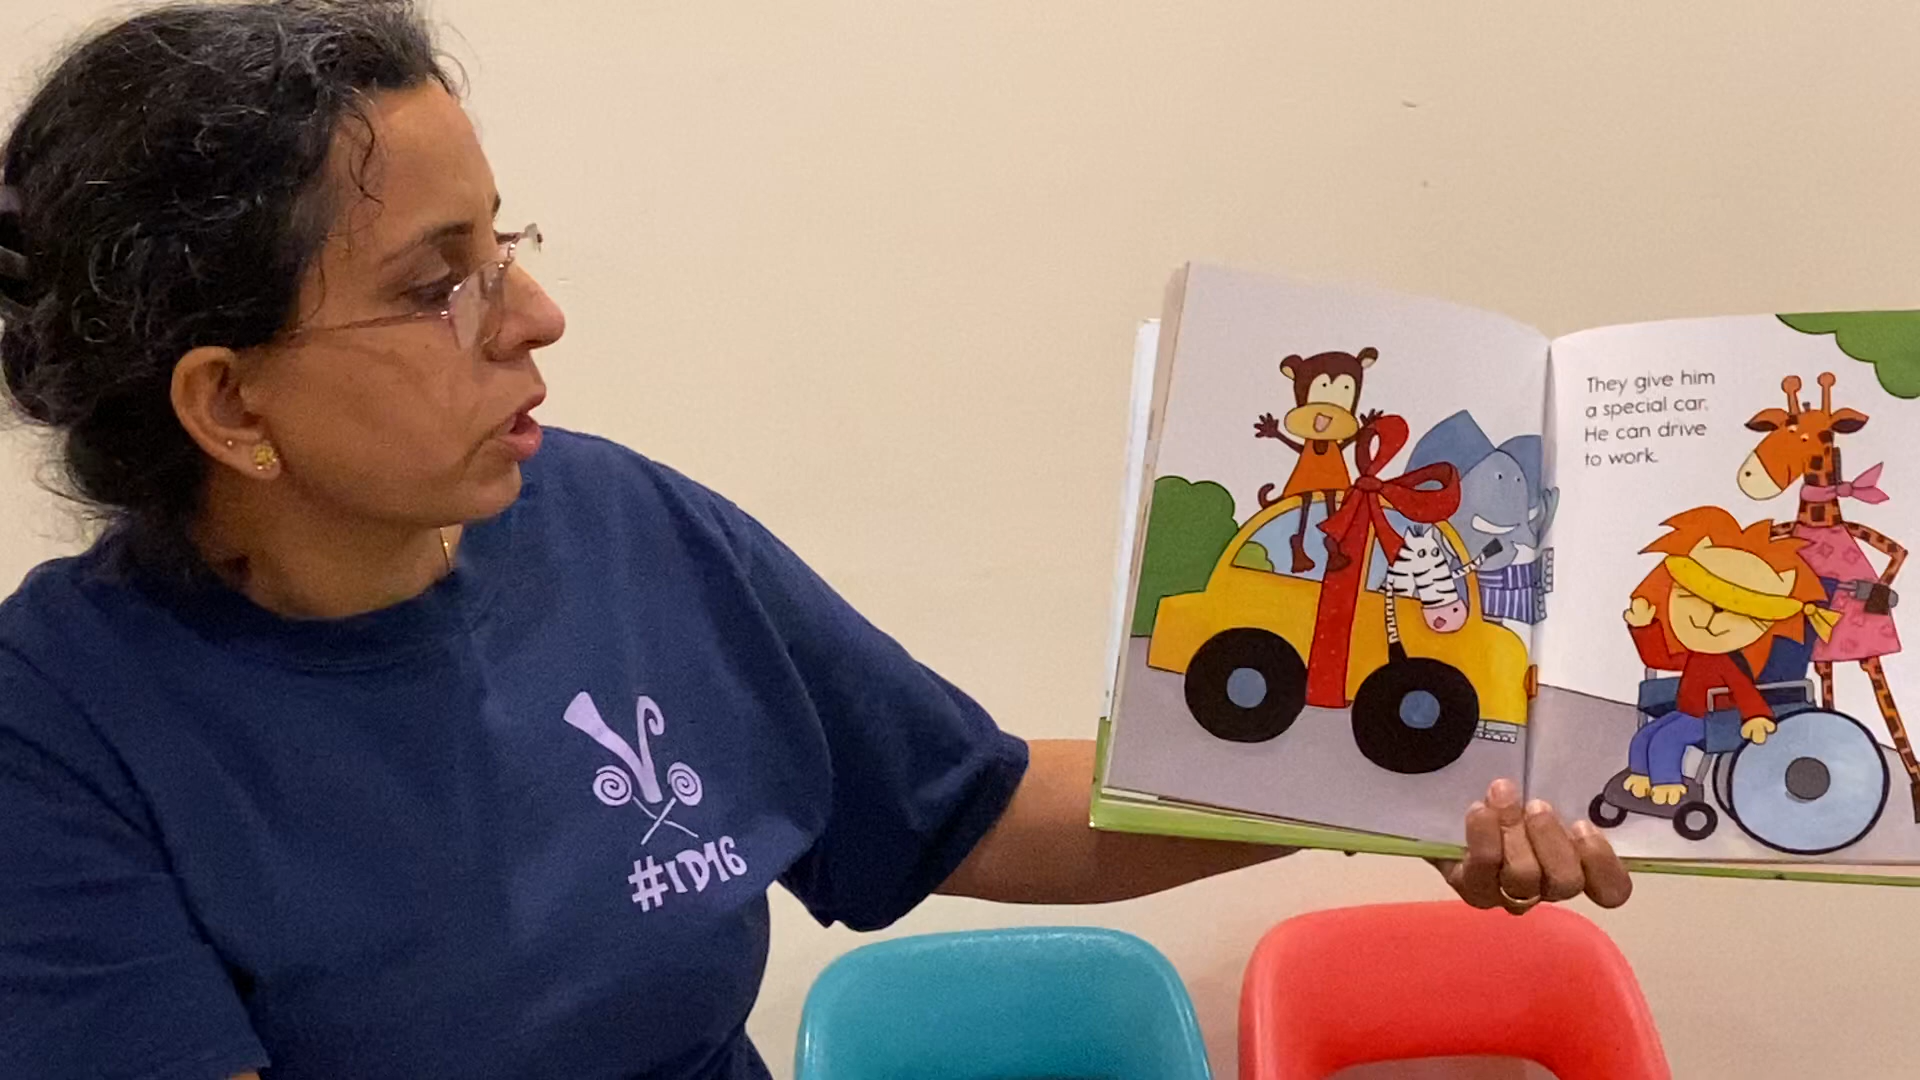 #ID16
They give him
a special car.
He can drive
to work.